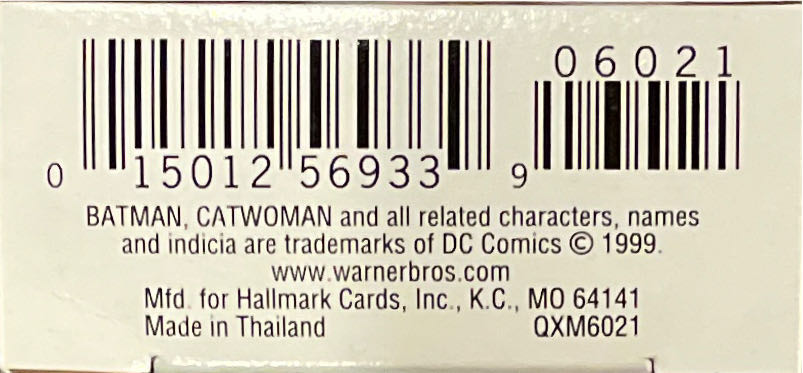 06021
0 15012 56933 9
BATMAN, CATWOMAN and all related characters, names
and indicia are trademarks of DC Comics © 1999.
www.warnerbros.com
Mfd. for Hallmark Cards, Inc., K.C., MO 64141
Made in Thailand QXM6021